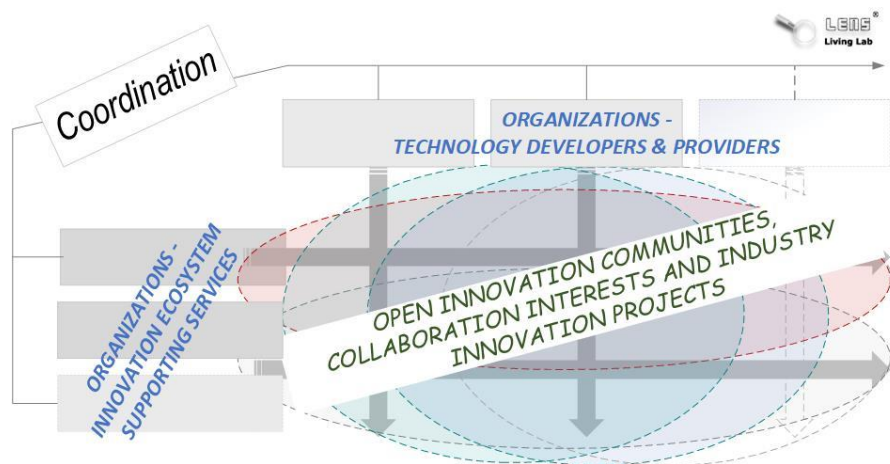 LENS®
Living Lab
Coordination
ORGANIZATIONS -
TECHNOLOGY DEVELOPERS & PROVIDERS
ORGANIZATIONS -
INNOVATION ECOSYSTEM
SUPPORTING SERVICES
OPEN INNOVATION COMMUNITIES,
COLLABORATION INTERESTS AND INDUSTRY
INNOVATION PROJECTS